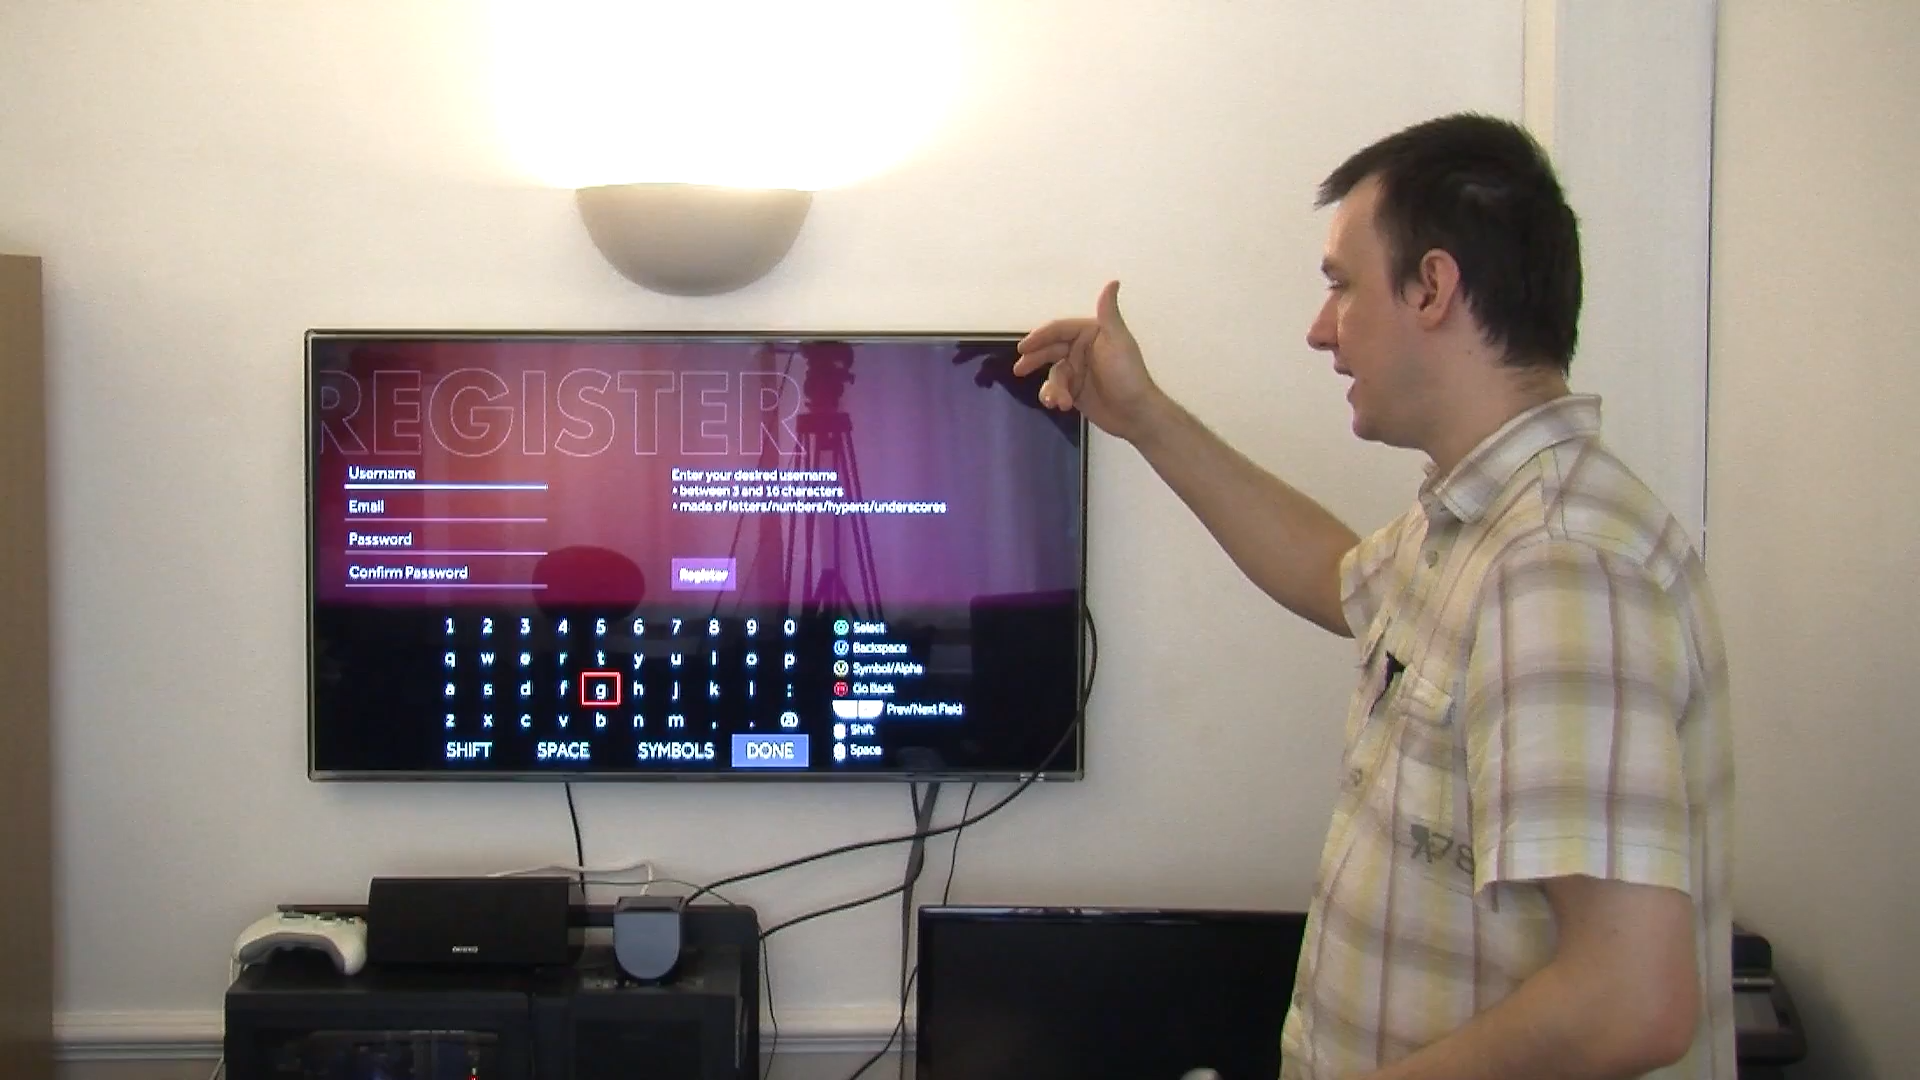 REGISTER
Username
Email
Password
Confirm Password
Enter your desired username
• between 3 and 16 characters
• made of letters/numbers/hypens/underscores
Register
1 2 3 4 5 6 7 8 9 0
q w e r t y u i o p
a s d f g h j k l :
z x c v b n m , . @
SHIFT SPACE SYMBOLS DONE
Select
Backspace
Symbol/Alpha
Go Back
Prev/Next Field
Shift
Space
onkyo
78